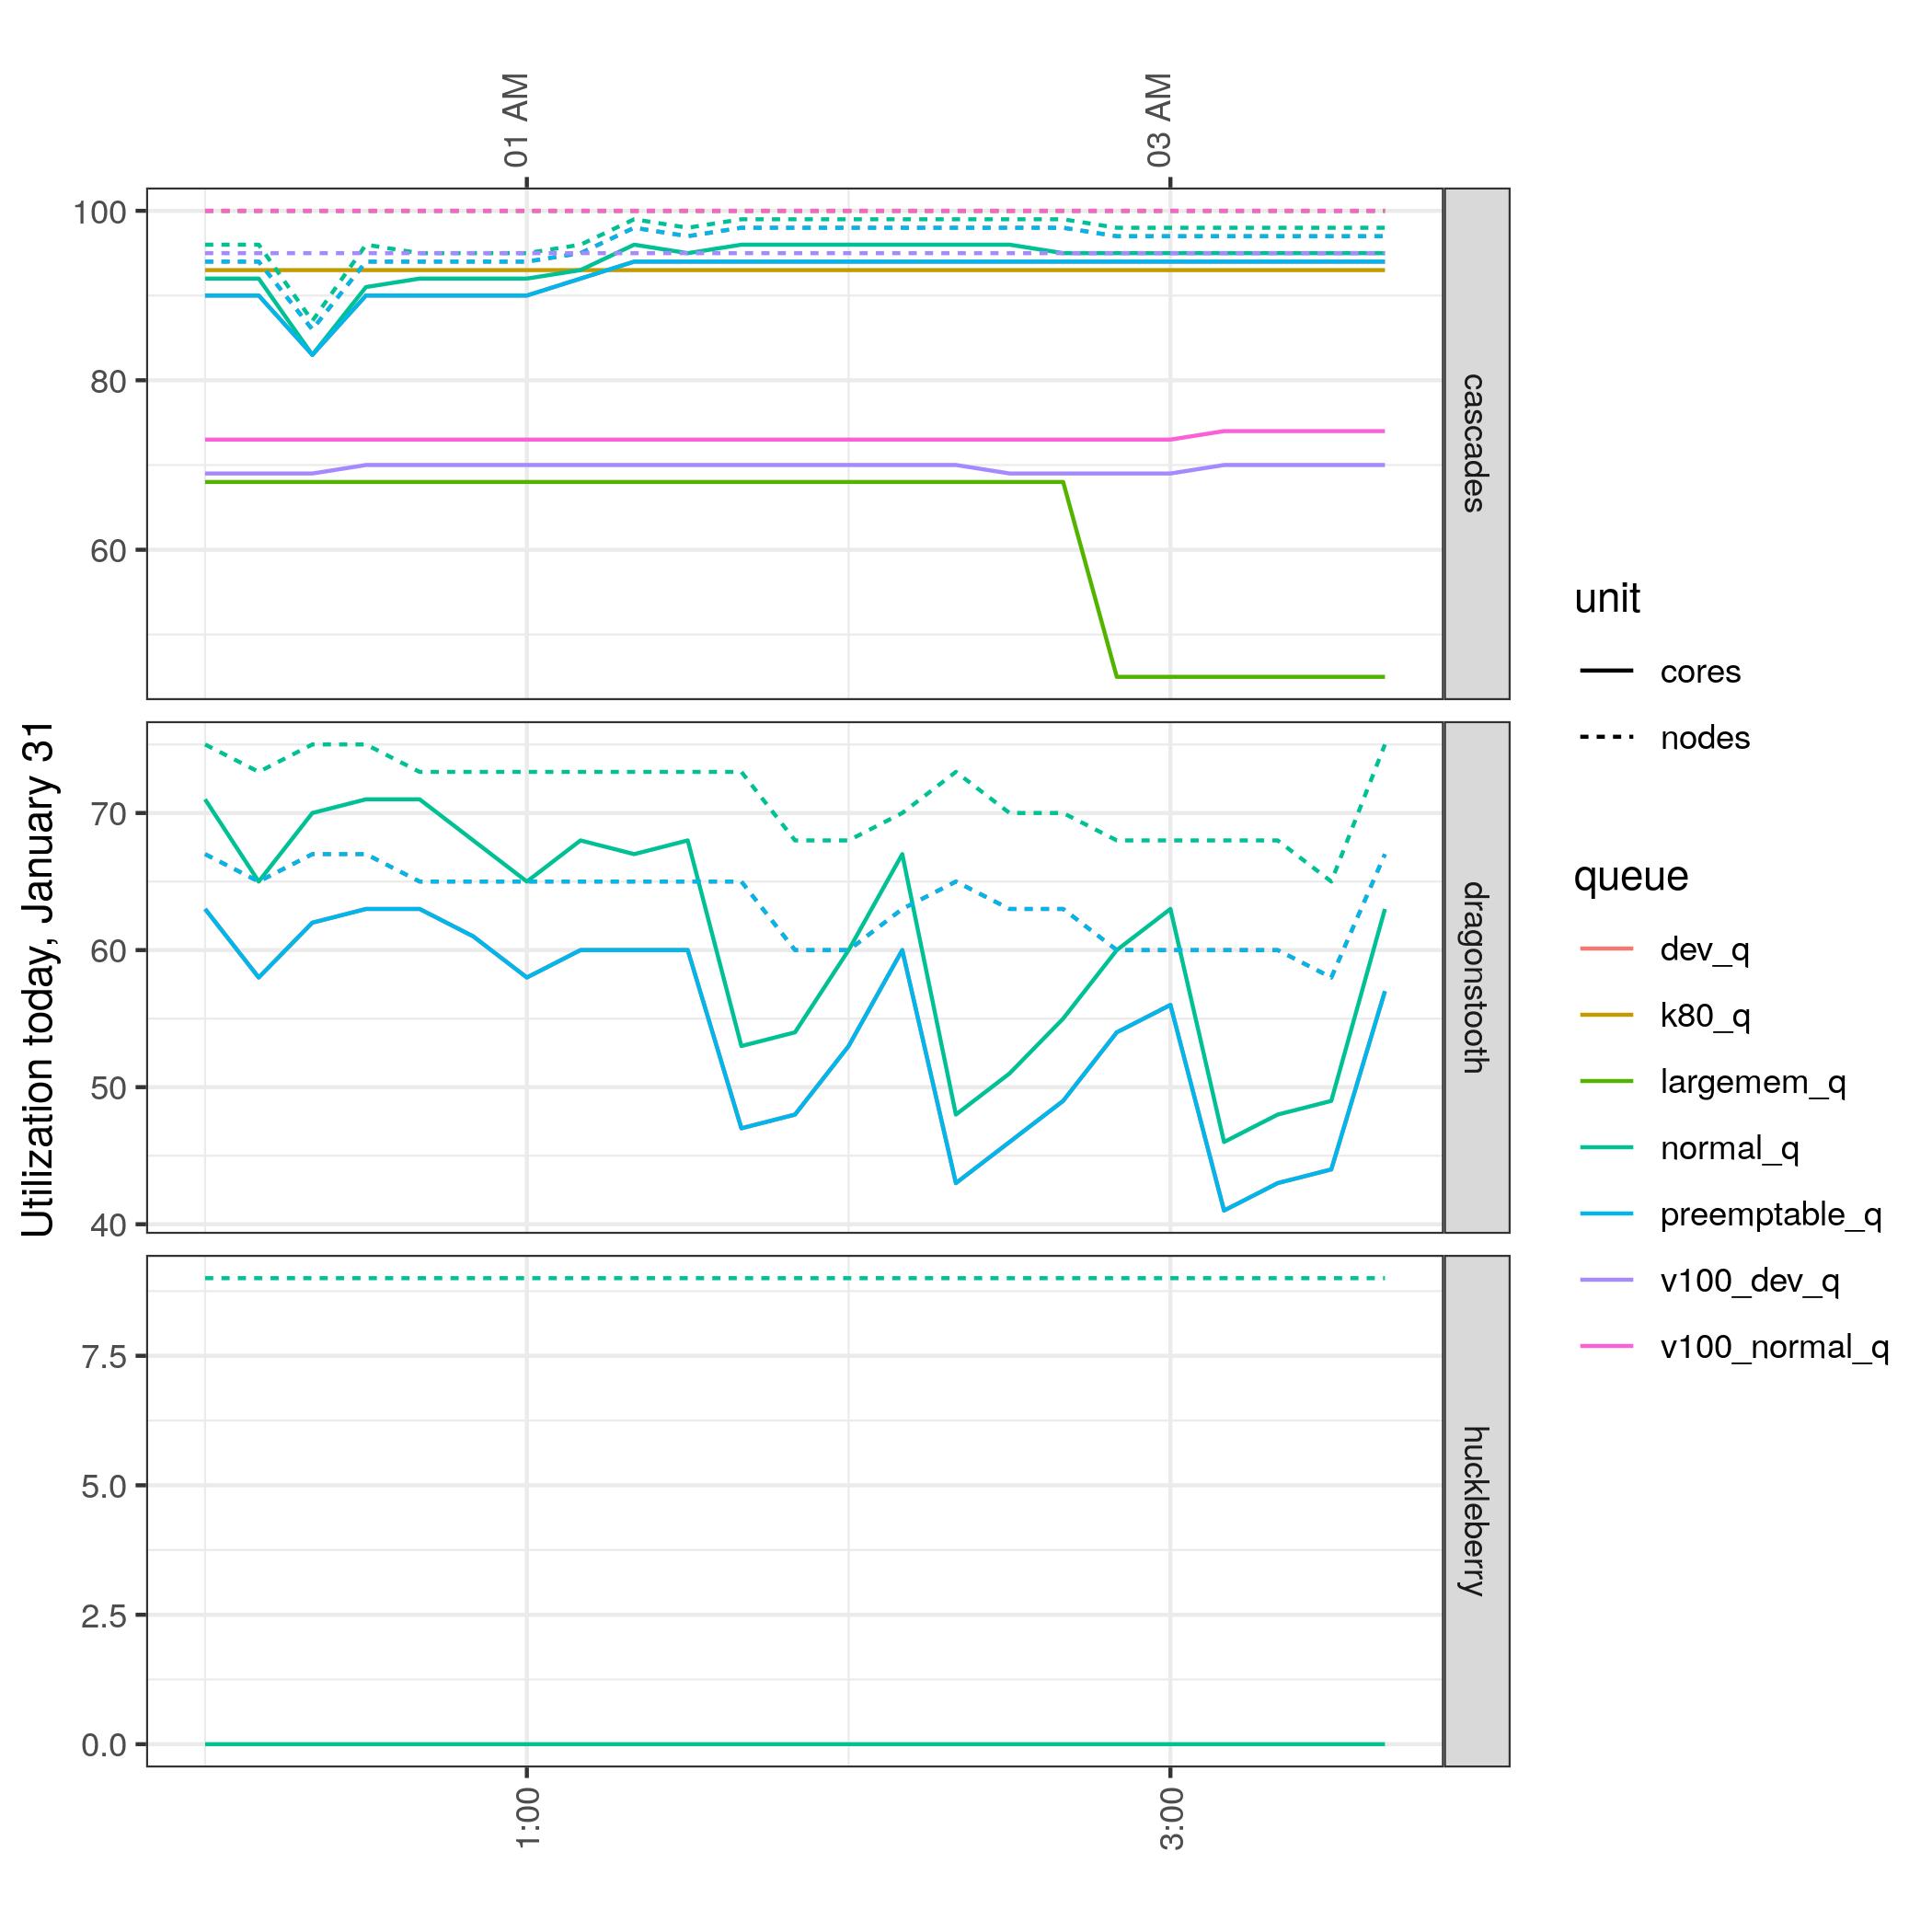 01 AM
03 AM
Utilization today, January 31
100
80
60
cascades
70
60
50
40
dragonstooth
7.5
5.0
2.5
0.0
huckleberry
1:00
3:00
unit
cores
nodes
queue
dev_q
k80_q
largemem_q
normal_q
preemptable_q
v100_dev_q
v100_normal_q